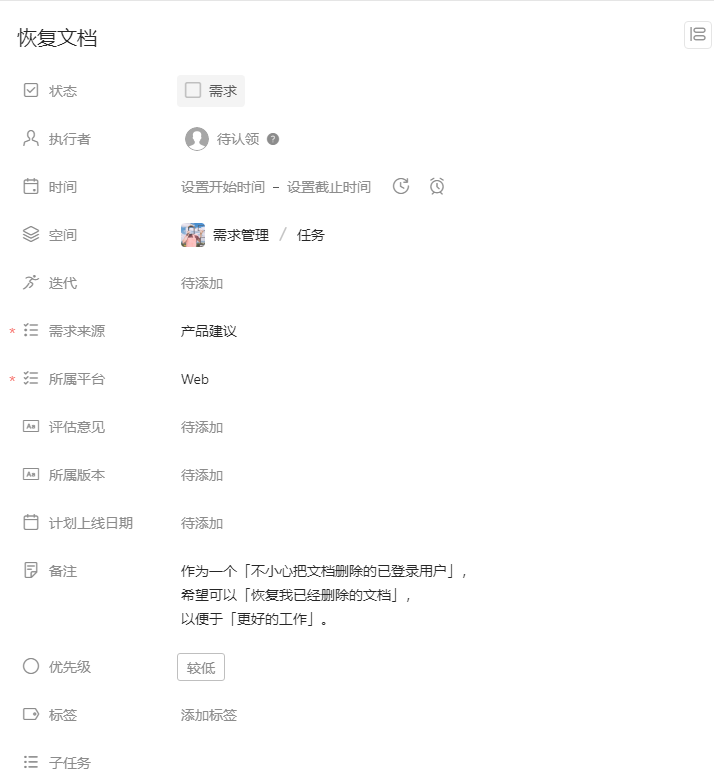 恢复文档
状态 需求
执行者 待认领 ?
时间 设置开始时间 – 设置截止时间
空间 需求管理 / 任务
迭代 待添加
* 需求来源 产品建议
* 所属平台 Web
评估意见 待添加
所属版本 待添加
计划上线日期 待添加
备注 作为一个「不小心把文档删除的已登录用户」,
希望可以「恢复我已经删除的文档」,
以便于「更好的工作」。
优先级 较低
标签 添加标签
子任务